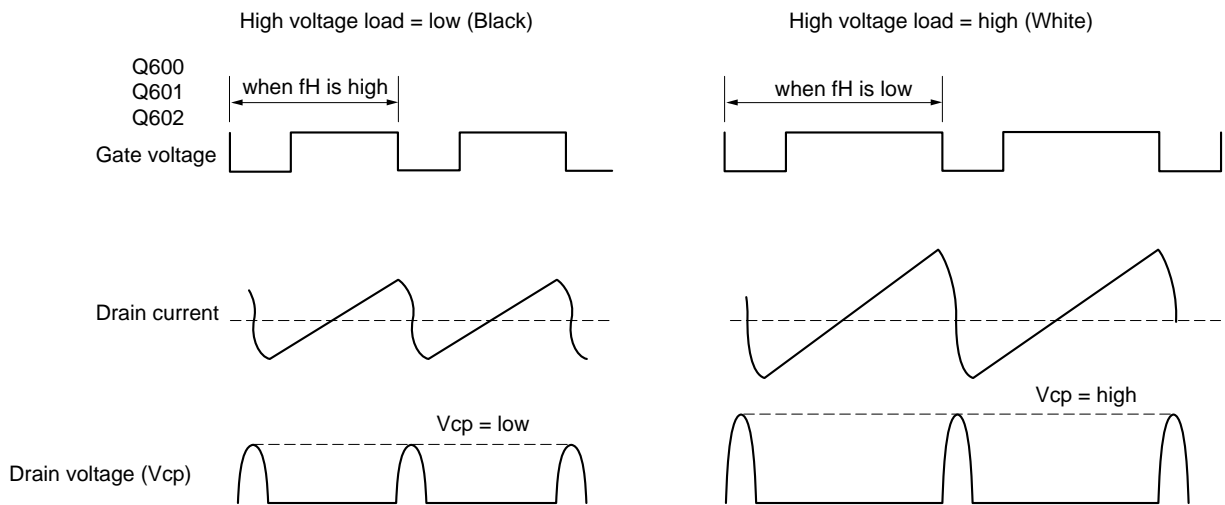 High voltage load = low (Black)
High voltage load = high (White)
Q600
Q601
Q602
when fH is high
when fH is low
Gate voltage
Drain current
Vcp = low
Vcp = high
Drain voltage (Vcp)